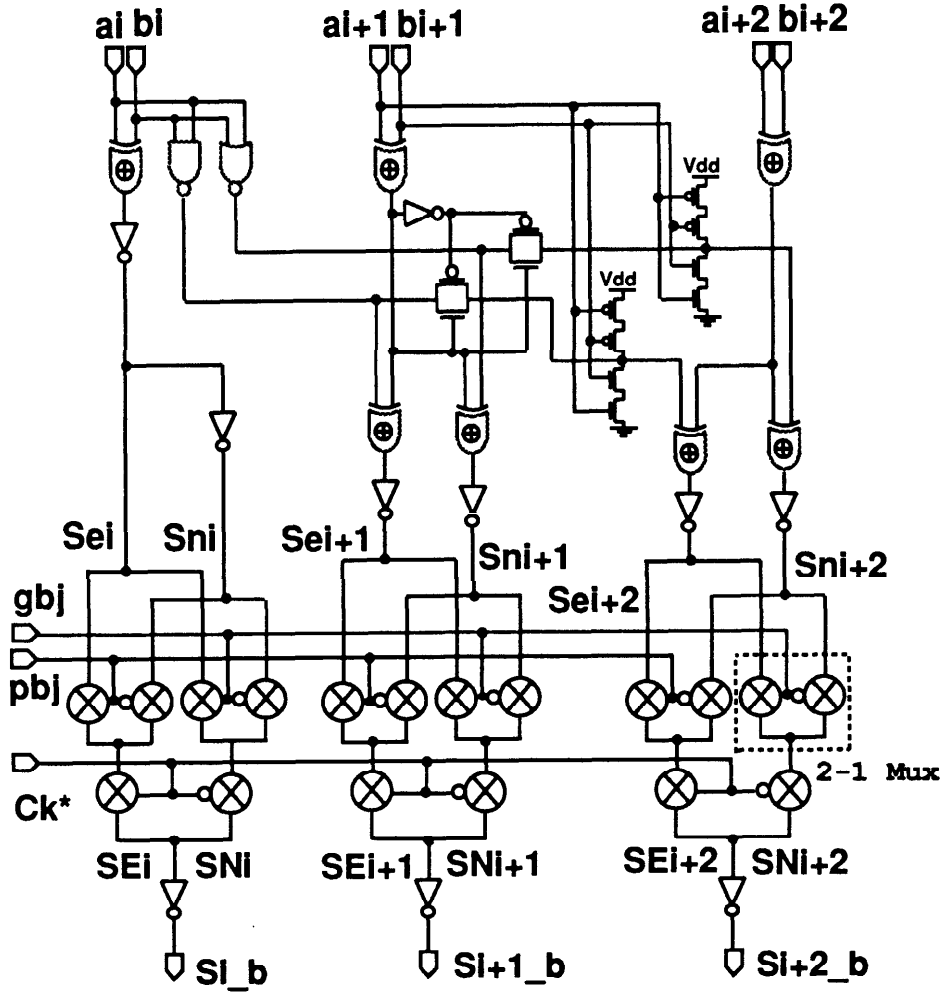 ai bi
ai+1 bi+1
ai+2 bi+2
Vdd
Vdd
Sei
Sni
Sei+1
Sni+1
Sei+2
Sni+2
gbj
pbj
2-1 Mux
Ck*
SEi
SNi
SEi+1
SNi+1
SEi+2
SNi+2
Si_b
Si+1_b
Si+2_b